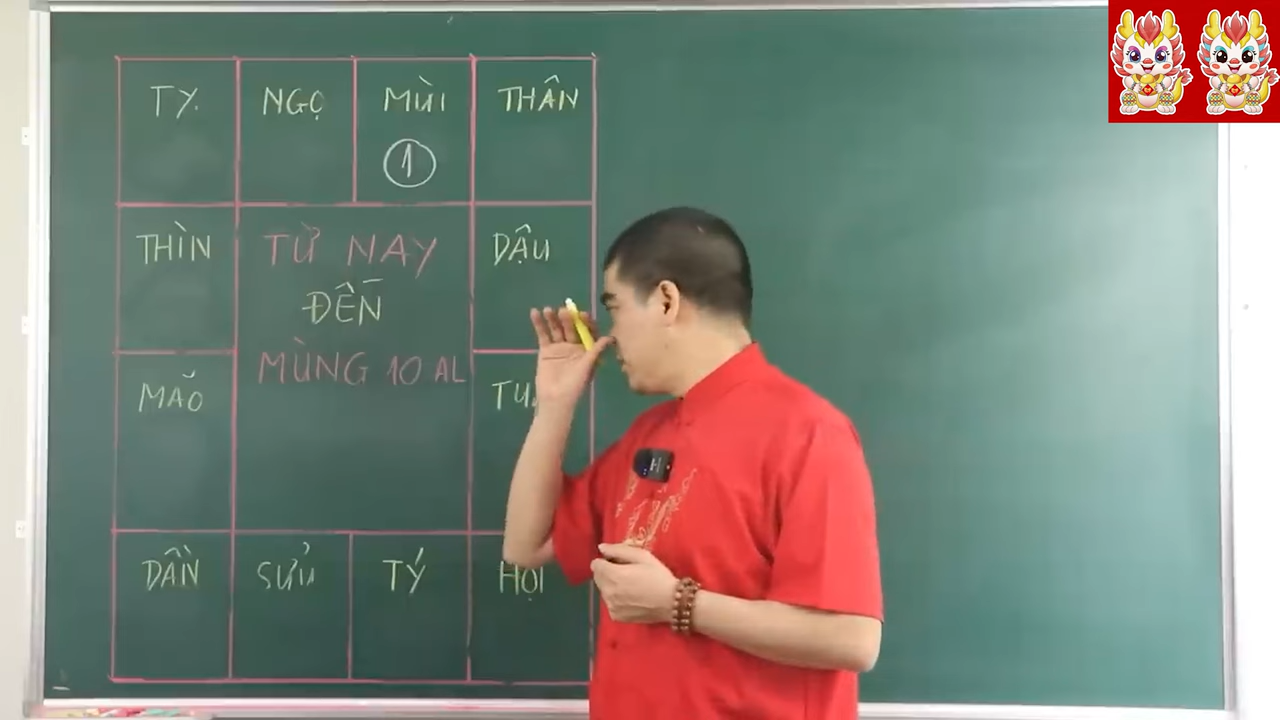 TỴ
NGỌ
MÙI
THÂN
1
THÌN
TỪ NAY
DẬU
ĐẾN
MÙNG 10 AL
MÃO
DẦN
SỬU
TÝ
HỢI
H